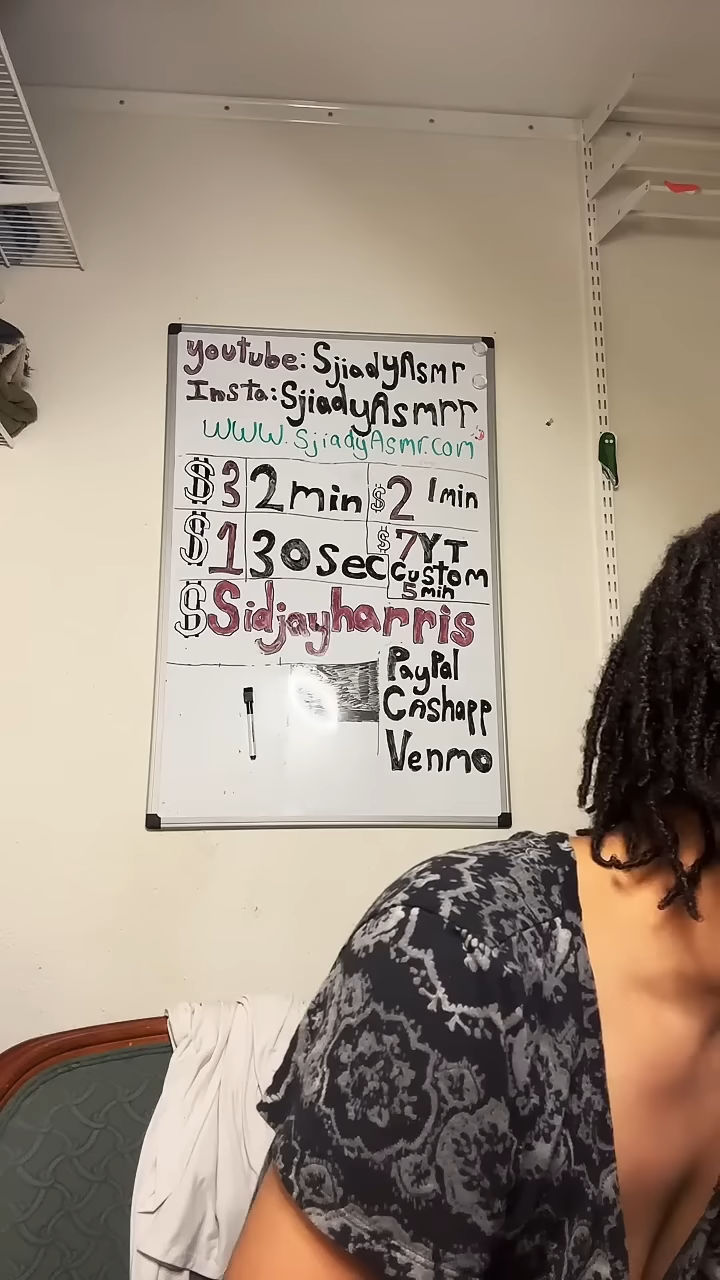 youtube: SjiadyAsmr
Insta: SjiadyAsmrr
www.SjiadyAsmr.com
$3 2min $2 1min
$1 30sec $7YT
Custom
5min
$Sidjayharris
PayPal
CAshapp
Venmo